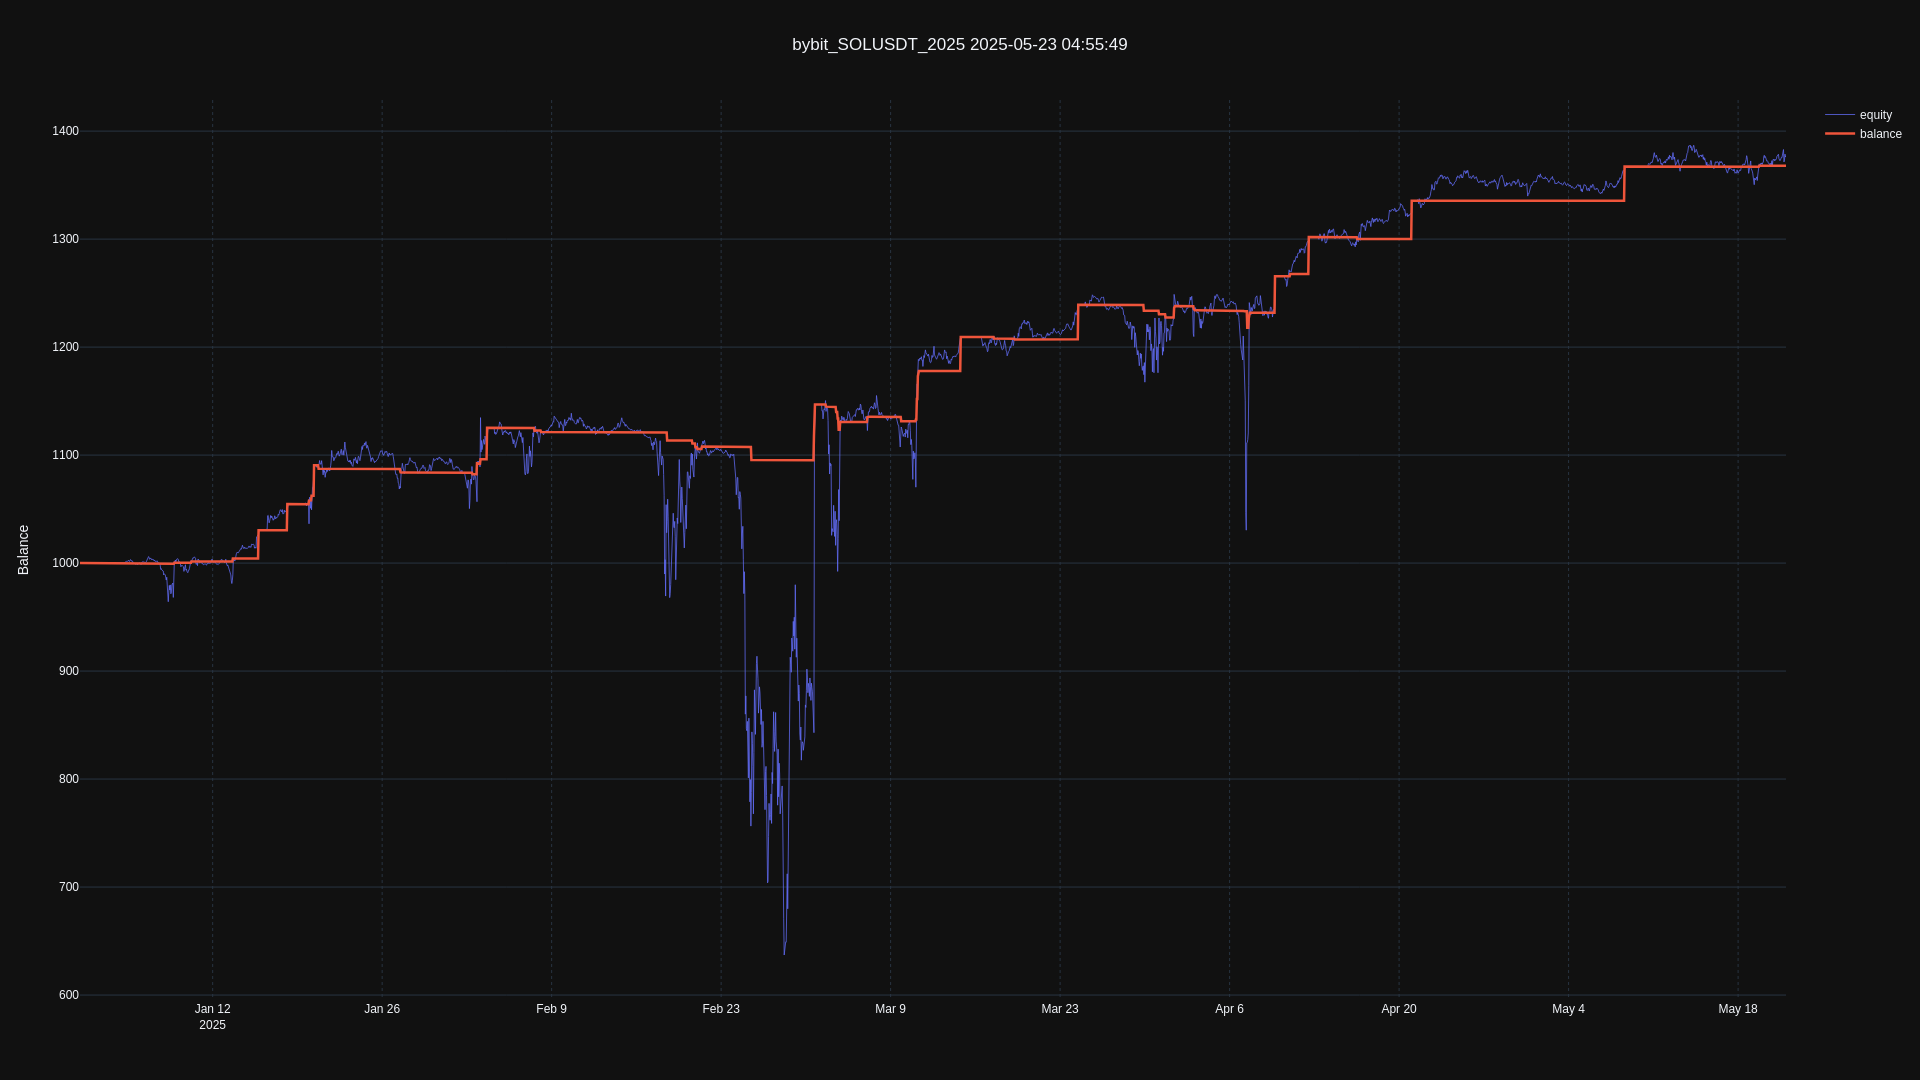 bybit_SOLUSDT_2025 2025-05-23 04:55:49
equity
balance
1400
1300
1200
1100
1000
900
800
700
600
Balance
Jan 12
2025
Jan 26
Feb 9
Feb 23
Mar 9
Mar 23
Apr 6
Apr 20
May 4
May 18